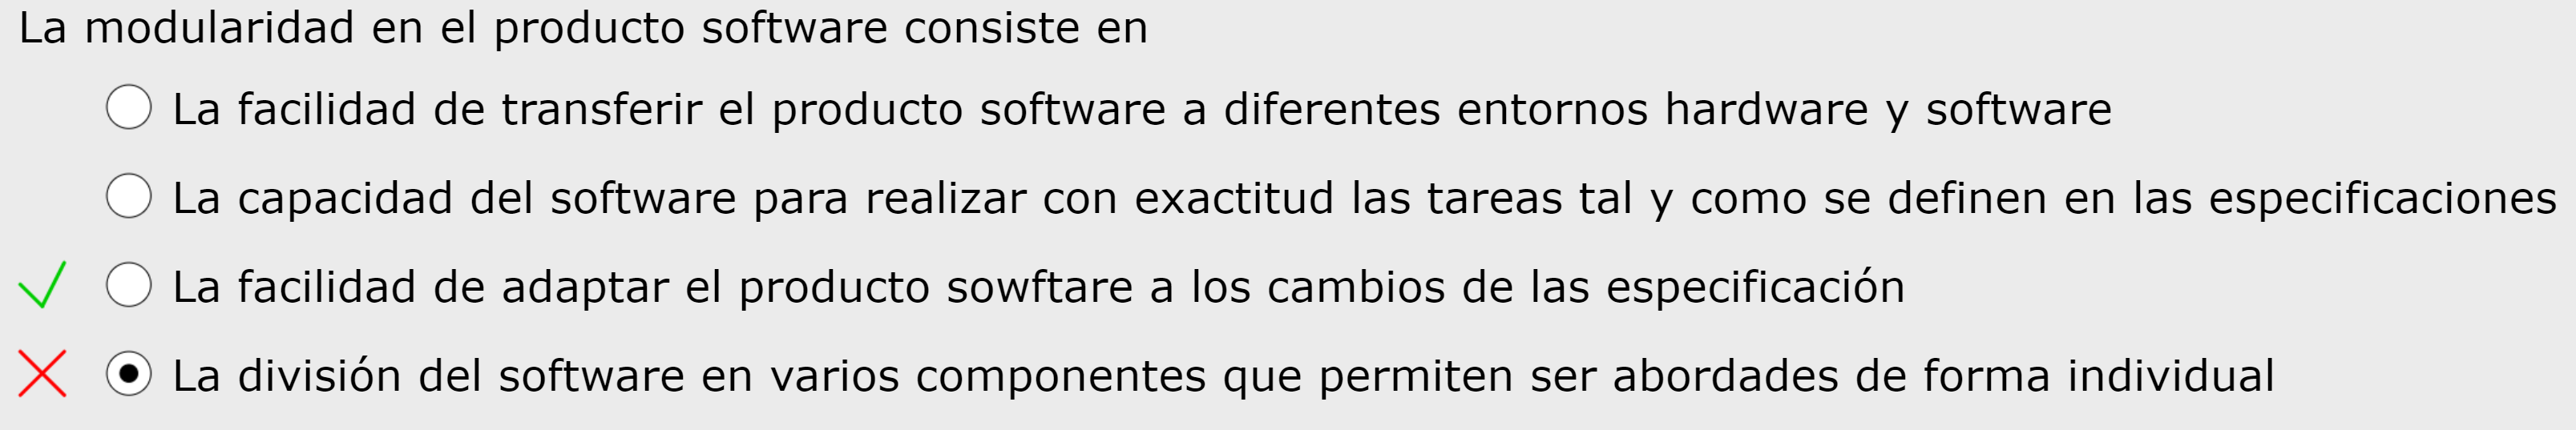 La modularidad en el producto software consiste en
La facilidad de transferir el producto software a diferentes entornos hardware y software
La capacidad del software para realizar con exactitud las tareas tal y como se definen en las especificaciones
La facilidad de adaptar el producto sowftare a los cambios de las especificación
La división del software en varios componentes que permiten ser abordades de forma individual